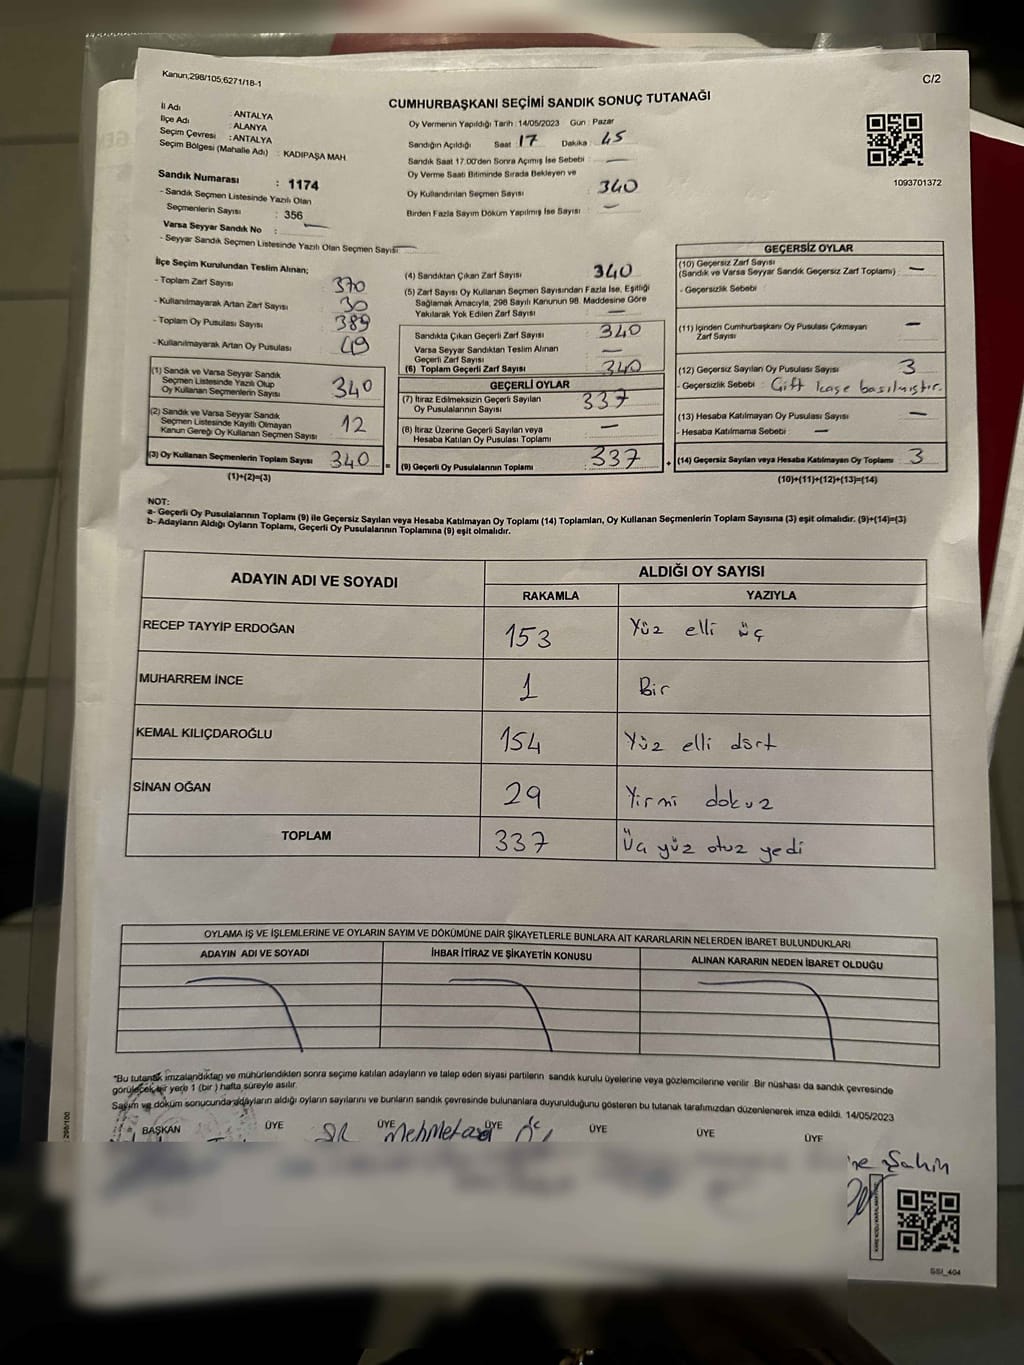 Kanun,298/105,6271/18-1
C/2
CUMHURBAŞKANI SEÇİMİ SANDIK SONUÇ TUTANAĞI
İl Adı : ANTALYA
İlçe Adı : ALANYA
Seçim Çevresi : ANTALYA
Seçim Bölgesi (Mahalle Adı) : KADIPAŞA MAH.
Sandık Numarası : 1174
- Sandık Seçmen Listesinde Yazılı Olan
Seçmenlerin Sayısı : 356
Varsa Seyyar Sandık No :
- Seyyar Sandık Seçmen Listesinde Yazılı Olan Seçmen Sayısı
Oy Vermenin Yapıldığı Tarih :14/05/2023 Gün : Pazar
Sandığın Açıldığı Saat : 17 Dakika : 45
Sandık Saat 17.00'den Sonra Açımış İse Sebebi : —
Oy Verme Saati Bitiminde Sırada Bekleyen ve
Oy Kullandırılan Seçmen Sayısı : 340
Birden Fazla Sayım Döküm Yapılmış İse Sayısı : —
1093701372
İlçe Seçim Kurulundan Teslim Alınan;
- Toplam Zarf Sayısı : 370
- Kullanılmayarak Artan Zarf Sayısı : 30
- Toplam Oy Pusulası Sayısı : 389
- Kullanılmayarak Artan Oy Pusulası : 49
(1) Sandık ve Varsa Seyyar Sandık
Seçmen Listesinde Yazılı Olup
Oy Kullanan Seçmenlerin Sayısı : 340
(2) Sandık ve Varsa Seyyar Sandık
Seçmen Listesinde Kayıtlı Olmayan
Kanun Gereği Oy Kullanan Seçmen Sayısı : 12
(3) Oy Kullanan Seçmenlerin Toplam Sayısı : 340
(1)+(2)=(3)
(4) Sandıktan Çıkan Zarf Sayısı : 340
(5) Zarf Sayısı Oy Kullanan Seçmen Sayısından Fazla İse, Eşitliği
Sağlamak Amacıyla, 298 Sayılı Kanunun 98. Maddesine Göre
Yakılarak Yok Edilen Zarf Sayısı : —
Sandıkta Çıkan Geçerli Zarf Sayısı : 340
Varsa Seyyar Sandıktan Teslim Alınan
Geçerli Zarf Sayısı : —
(6) Toplam Geçerli Zarf Sayısı : 340
GEÇERLİ OYLAR
(7) İtiraz Edilmeksizin Geçerli Sayılan
Oy Pusulalarının Sayısı : 337
(8) İtiraz Üzerine Geçerli Sayılan veya
Hesaba Katılan Oy Pusulası Toplamı : —
= (9) Geçerli Oy Pusulalarının Toplamı : 337
GEÇERSİZ OYLAR
(10) Geçersiz Zarf Sayısı
(Sandık ve Varsa Seyyar Sandık Geçersiz Zarf Toplamı) : —
- Geçersizlik Sebebi :
(11) İçinden Cumhurbaşkanı Oy Pusulası Çıkmayan
Zarf Sayısı : —
(12) Geçersiz Sayılan Oy Pusulası Sayısı : 3
- Geçersizlik Sebebi : Çift kaşe basılmıştır.
(13) Hesaba Katılmayan Oy Pusulası Sayısı : —
- Hesaba Katılmama Sebebi : —
+ (14) Geçersiz Sayılan veya Hesaba Katılmayan Oy Toplamı : 3
(10)+(11)+(12)+(13)=(14)
NOT:
a- Geçerli Oy Pusulalarının Toplamı (9) ile Geçersiz Sayılan veya Hesaba Katılmayan Oy Toplamı (14) Toplamları, Oy Kullanan Seçmenlerin Toplam Sayısına (3) eşit olmalıdır. (9)+(14)=(3)
b- Adayların Aldığı Oyların Toplamı, Geçerli Oy Pusulalarının Toplamına (9) eşit olmalıdır.
ADAYIN ADI VE SOYADI ALDIĞI OY SAYISI
RAKAMLA YAZIYLA
RECEP TAYYİP ERDOĞAN 153 Yüz elli üç
MUHARREM İNCE 1 Bir
KEMAL KILIÇDAROĞLU 154 Yüz elli dört
SİNAN OĞAN 29 Yirmi dokuz
TOPLAM 337 Üç yüz otuz yedi
OYLAMA İŞ VE İŞLEMLERİNE VE OYLARIN SAYIM VE DÖKÜMÜNE DAİR ŞİKAYETLERLE BUNLARA AİT KARARLARIN NELERDEN İBARET BULUNDUKLARI
ADAYIN ADI VE SOYADI İHBAR İTİRAZ VE ŞİKAYETİN KONUSU ALINAN KARARIN NEDEN İBARET OLDUĞU
*Bu tutanak imzalandıktan ve mühürlendikten sonra seçime katılan adayların ve talep eden siyasi partilerin sandık kurulu üyelerine veya gözlemcilerine verilir. Bir nüshası da sandık çevresinde
görülecek bir yere 1 (bir) hafta süreyle asılır.
Sayım ve döküm sonucunda adayların aldığı oyların sayılarını ve bunların sandık çevresinde bulunanlara duyurulduğunu gösteren bu tutanak tarafımızdan düzenlenerek imza edildi. 14/05/2023
BAŞKAN ÜYE ÜYE ÜYE ÜYE ÜYE ÜYE
Şahin
298/100
SSI_404